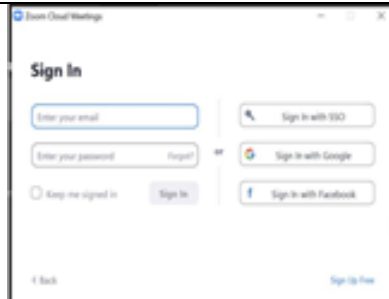 Zoom Cloud Meetings
Sign In
Enter your email
Enter your password Forgot?
Keep me signed in Sign In
or
Sign In with SSO
Sign In with Google
Sign In with Facebook
Back
Sign Up Free